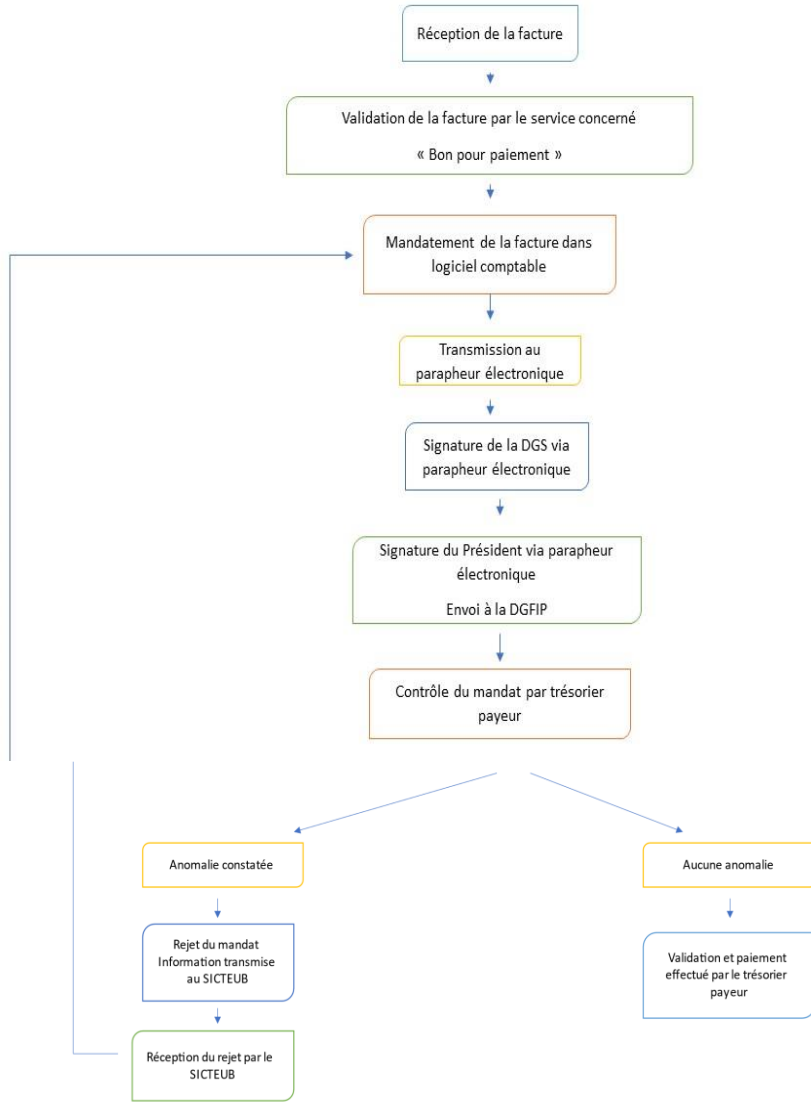 Réception de la facture
Validation de la facture par le service concerné
« Bon pour paiement »
Mandatement de la facture dans
logiciel comptable
Transmission au
parapheur électronique
Signature de la DGS via
parapheur électronique
Signature du Président via parapheur
électronique
Envoi à la DGFIP
Contrôle du mandat par trésorier
payeur
Anomalie constatée
Aucune anomalie
Rejet du mandat
Information transmise
au SICTEUB
Validation et paiement
effectué par le trésorier
payeur
Réception du rejet par le
SICTEUB